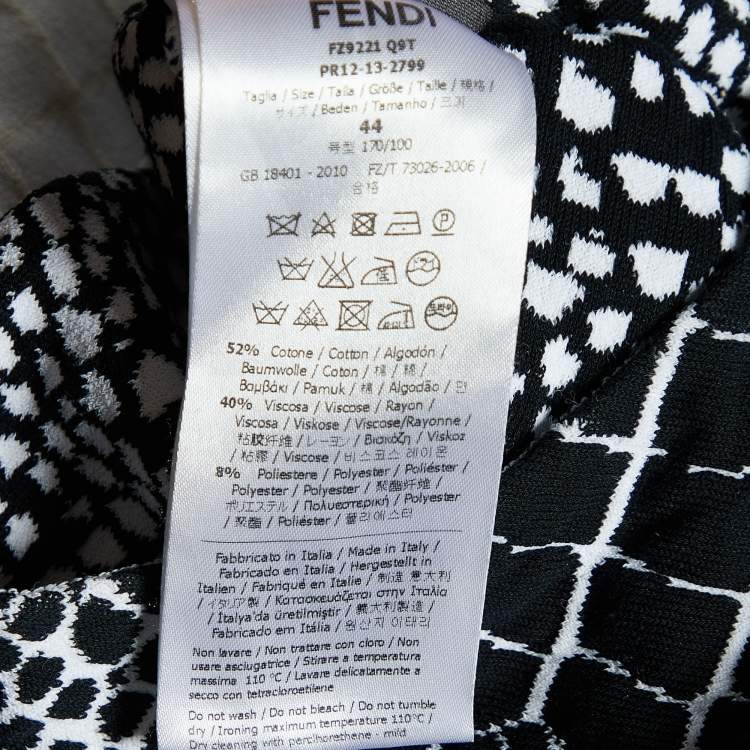 FENDI
FZ9221 Q9T
PR12-13-2799
Taglia / Size / Talla / Größe / Taille / 規格 /
サイズ / Beden / Tamanho / 크기
44
号型 170/100
GB 18401 - 2010 FZ/T 73026-2006 /
合格
52% Cotone / Cotton / Algodón /
Baumwolle / Coton / 棉 / 綿 /
Βαμβάκι / Pamuk / 棉 / Algodão / 면
40% Viscosa / Viscose / Rayon /
Viscosa / Viskose / Viscose/Rayonne /
粘胶纤维 / レーヨン / Βισκόζη / Viskoz
/ 粘膠 / Viscose / 비스코스 레이온
8% Poliestere / Polyester / Poliéster /
Polyester / Polyester / 聚酯纤维 /
ポリエステル / Πολυεστερική / Polyester
/ 聚酯 / Poliéster / 폴리에스터
Fabbricato in Italia / Made in Italy /
Fabricado en Italia / Hergestellt in
Italien / Fabriqué en Italie / 制造 意大利
/ イタリア製 / Κατασκευάζεται στην Ιταλία
/ İtalya'da üretilmiştir / 義大利製造 /
Fabricado em Itália / 원산지 이태리
Non lavare / Non trattare con cloro / Non
usare asciugatrice / Stirare a temperatura
massima 110 °C / Lavare delicatamente a
secco con tetracloroetilene
Do not wash / Do not bleach / Do not tumble
dry / Ironing maximum temperature 110°C /
Dry cleaning with perclhorethene - mild